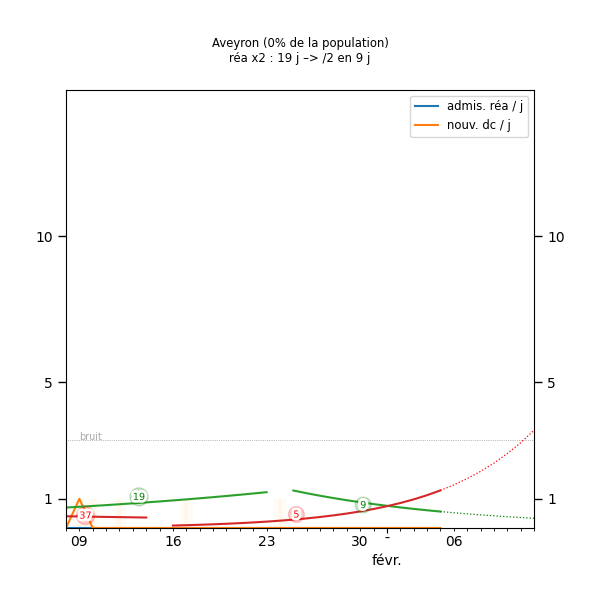 Aveyron (0% de la population)
réa x2 : 19 j –> /2 en 9 j
admis. réa / j
nouv. dc / j
10
10
5
5
bruit
1
1
19
37
5
9
09
16
23
30
06
févr.